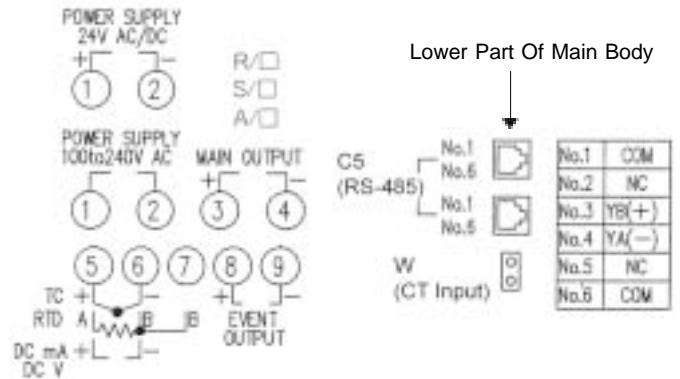 POWER SUPPLY
24V AC/DC
+ −
1 2
R/□
S/□
A/□
POWER SUPPLY
100to240V AC
1 2
MAIN OUTPUT
+ −
3 4
5 6 7 8 9
TC + −
RTD A B B
DC mA + −
DC V
+ −
EVENT
OUTPUT
Lower Part Of Main Body
C5
(RS-485)
No.1
No.6
No.1
No.6
W
(CT Input)
No.1 COM
No.2 NC
No.3 YB(+)
No.4 YA(−)
No.5 NC
No.6 COM